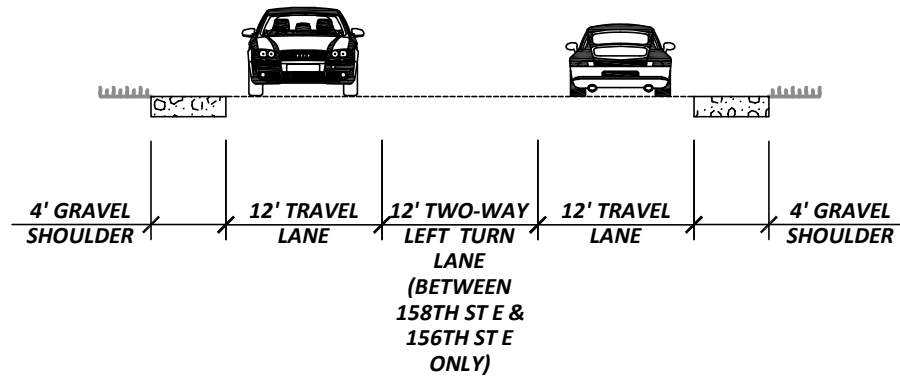 4' GRAVEL
SHOULDER
12' TRAVEL
LANE
12' TWO-WAY
LEFT TURN
LANE
(BETWEEN
158TH ST E &
156TH ST E
ONLY)
12' TRAVEL
LANE
4' GRAVEL
SHOULDER